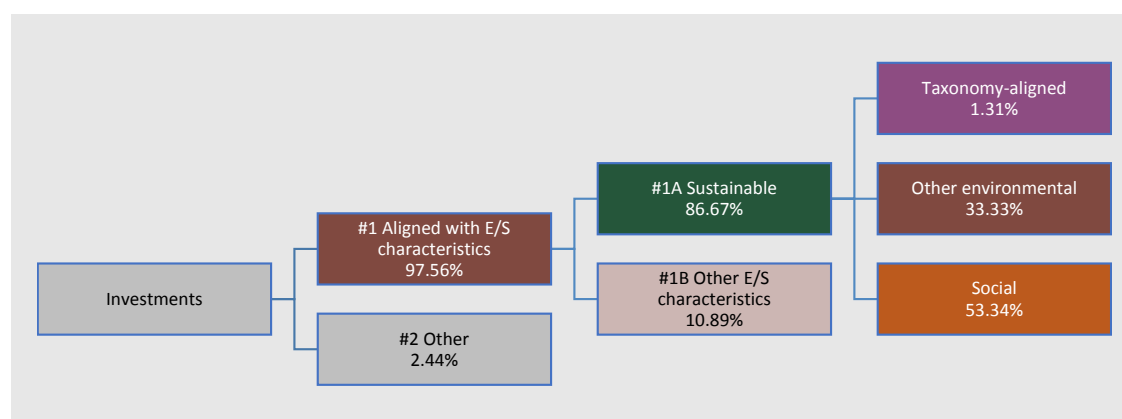 Investments
#1 Aligned with E/S
characteristics
97.56%
#2 Other
2.44%
#1A Sustainable
86.67%
#1B Other E/S
characteristics
10.89%
Taxonomy-aligned
1.31%
Other environmental
33.33%
Social
53.34%